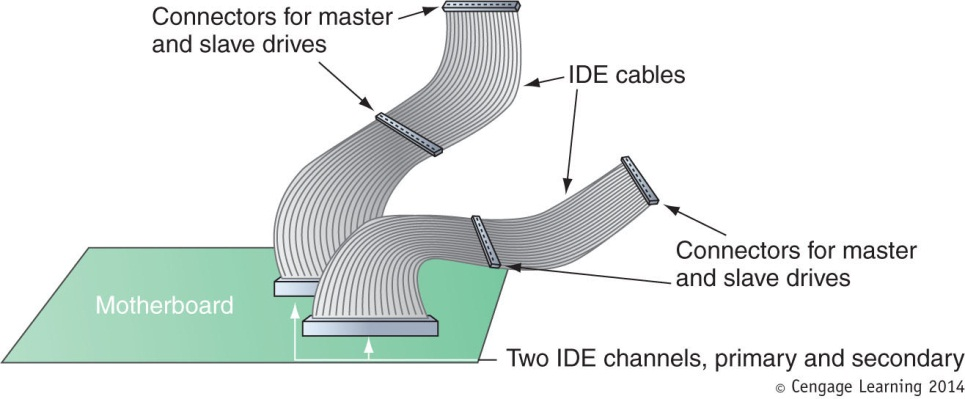 Connectors for master
and slave drives
IDE cables
Connectors for master
and slave drives
Motherboard
Two IDE channels, primary and secondary
© Cengage Learning 2014